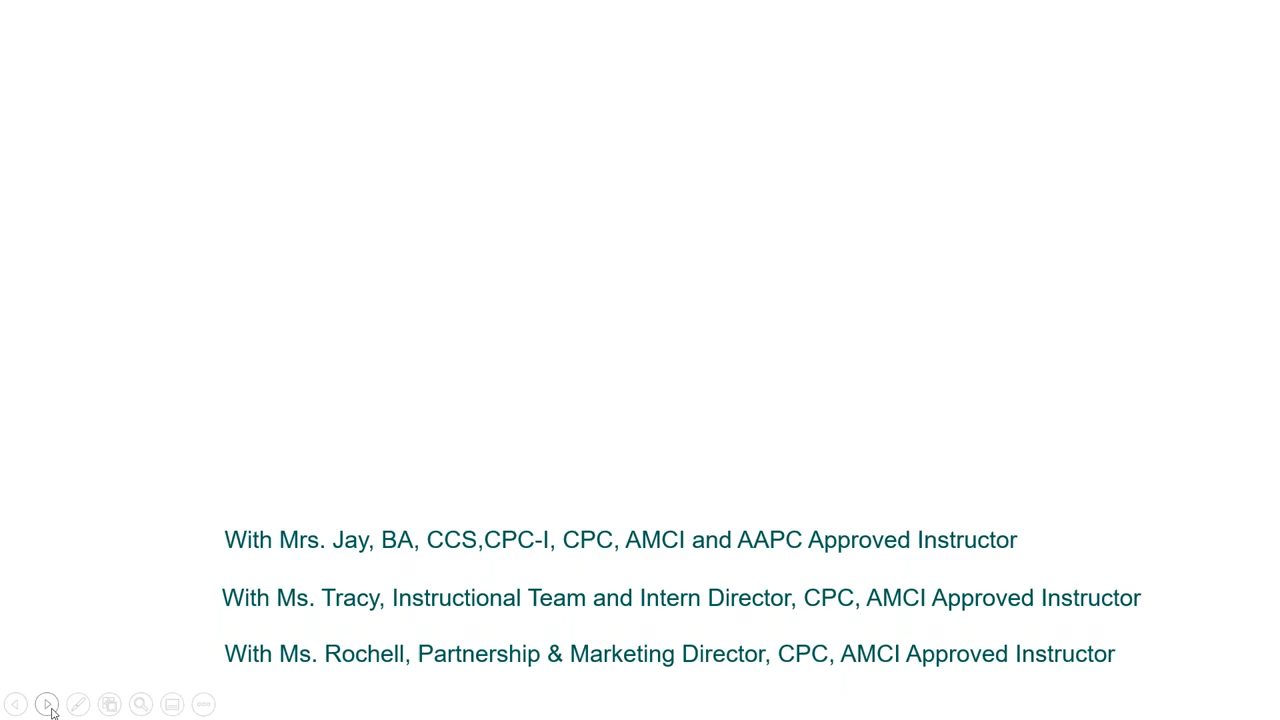 With Mrs. Jay, BA, CCS,CPC-I, CPC, AMCI and AAPC Approved Instructor
With Ms. Tracy, Instructional Team and Intern Director, CPC, AMCI Approved Instructor
With Ms. Rochell, Partnership & Marketing Director, CPC, AMCI Approved Instructor